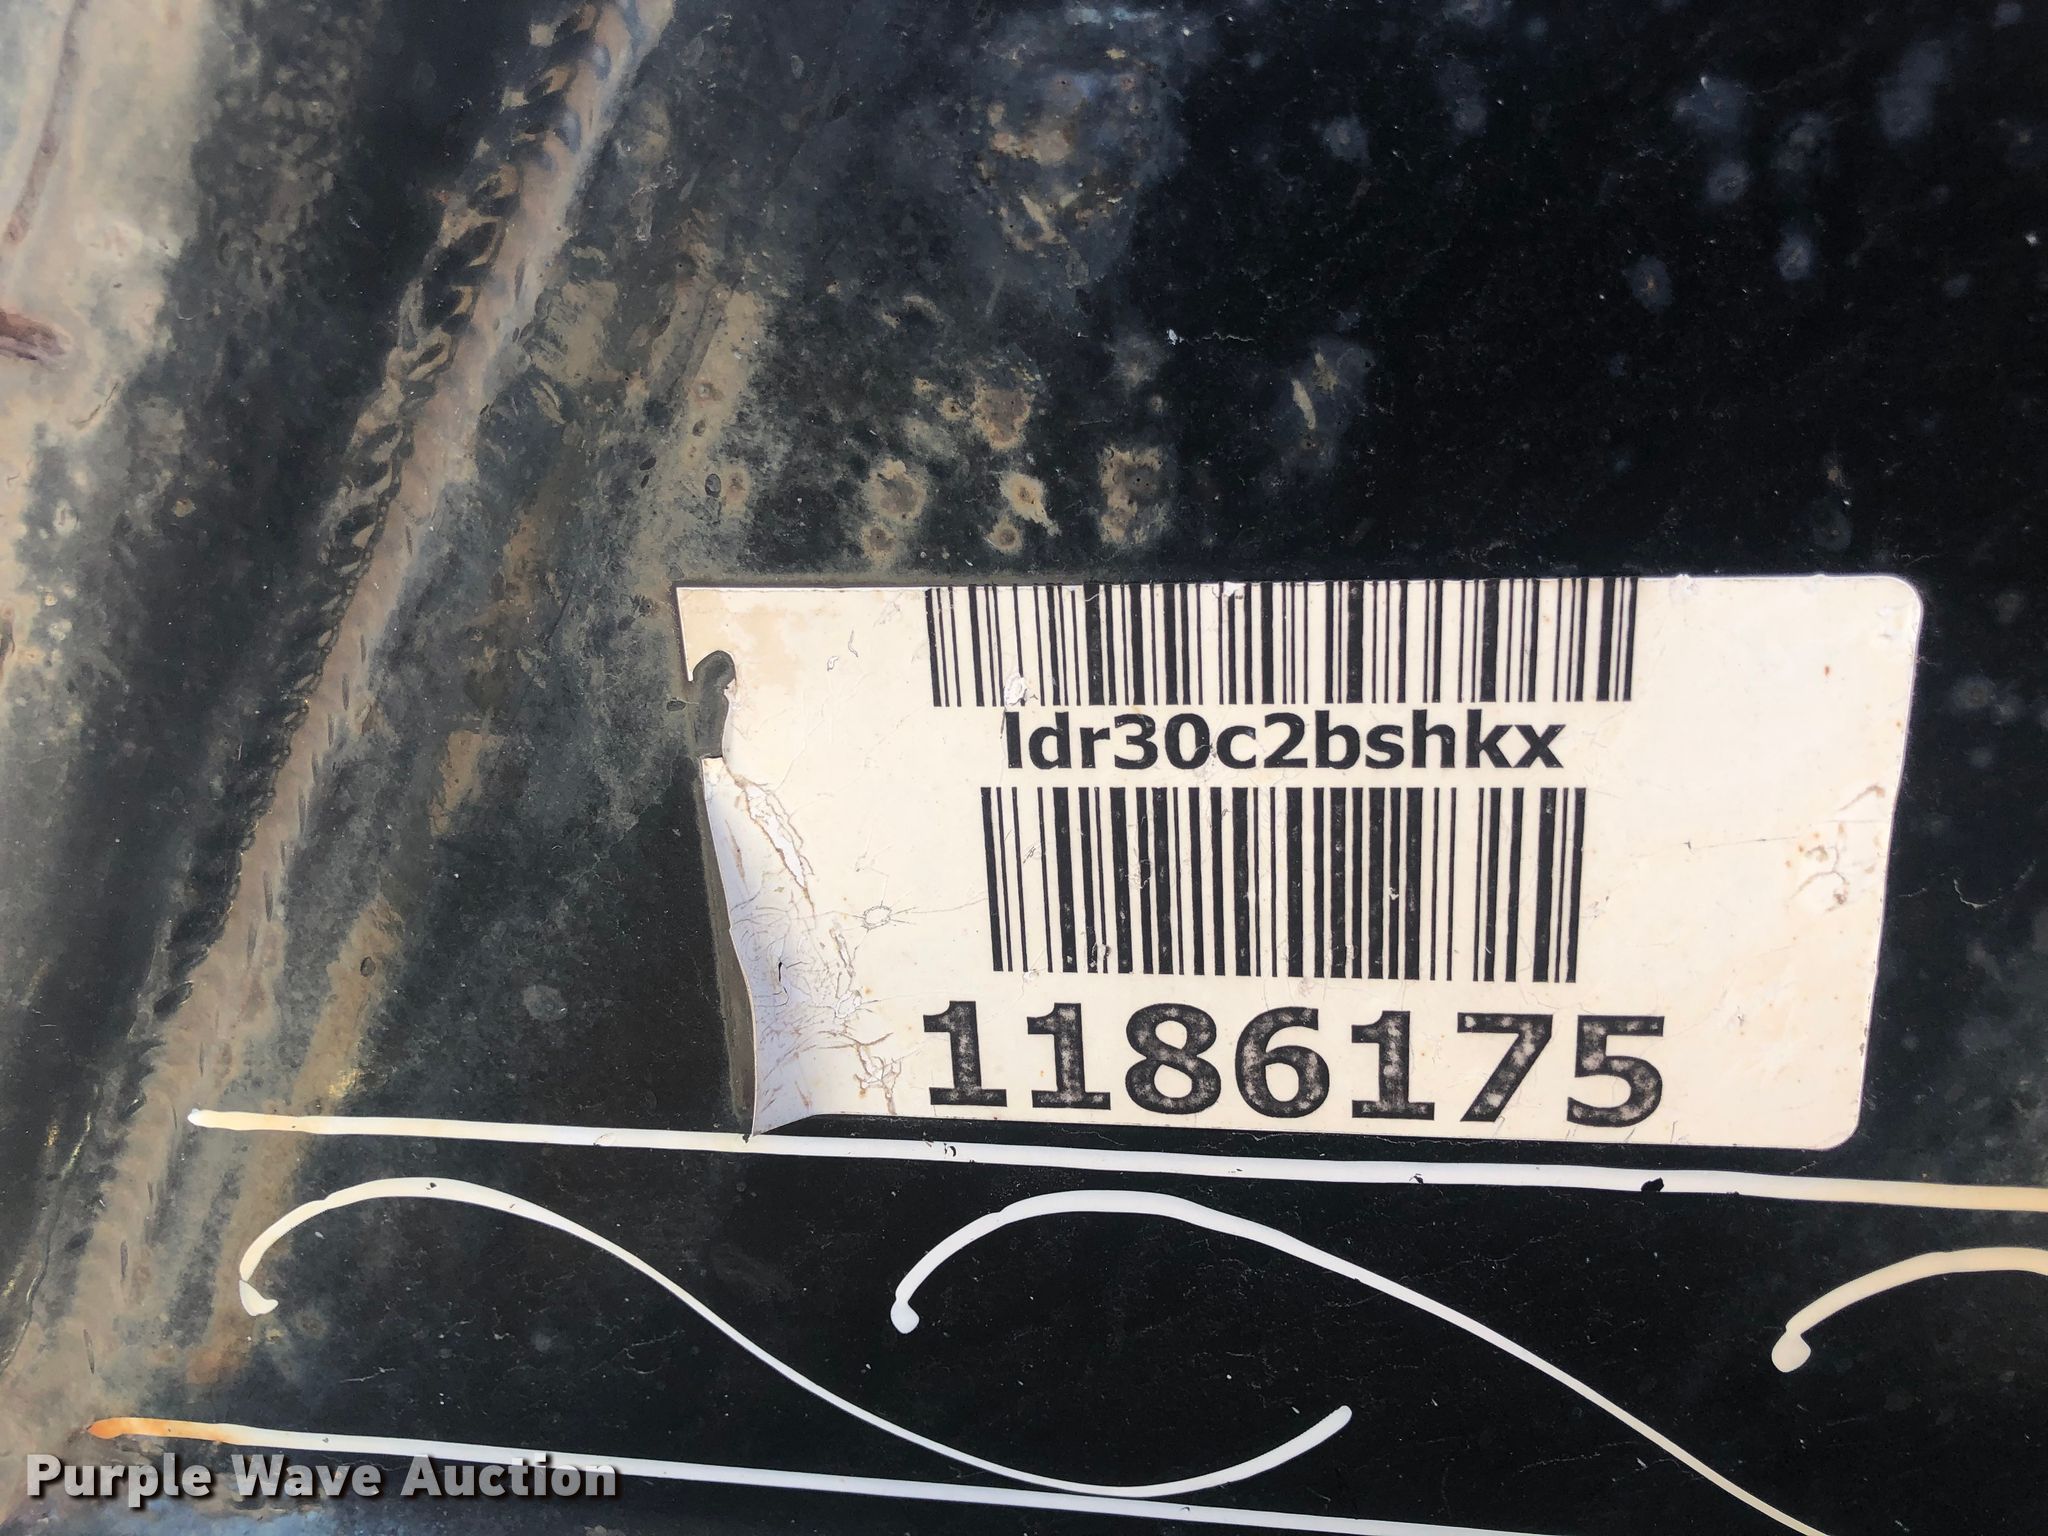 ldr30c2bshkx
1186175
Purple Wave Auction